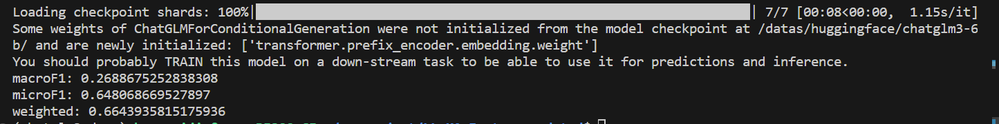 Loading checkpoint shards: 100%| | 7/7 [00:08<00:00, 1.15s/it]
Some weights of ChatGLMForConditionalGeneration were not initialized from the model checkpoint at /datas/huggingface/chatglm3-6
b/ and are newly initialized: ['transformer.prefix_encoder.embedding.weight']
You should probably TRAIN this model on a down-stream task to be able to use it for predictions and inference.
macroF1: 0.2688675252838308
microF1: 0.648068669527897
weighted: 0.6643935815175936